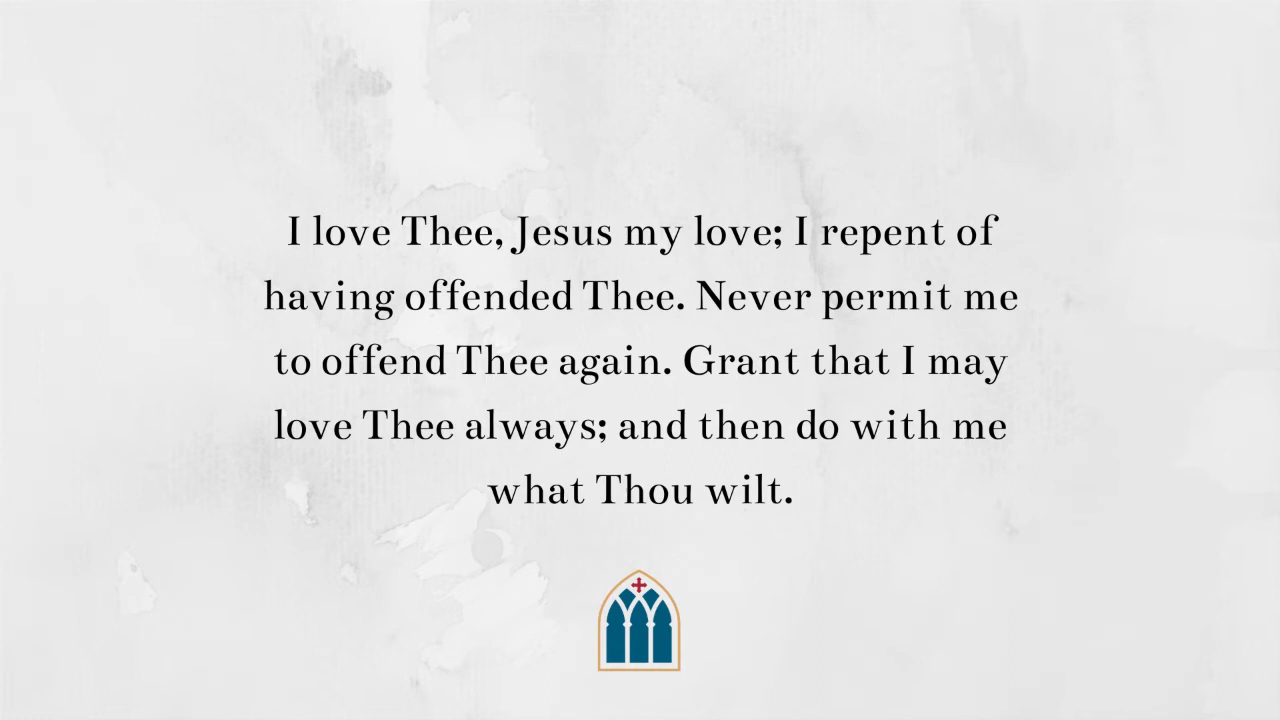 I love Thee, Jesus my love; I repent of
having offended Thee. Never permit me
to offend Thee again. Grant that I may
love Thee always; and then do with me
what Thou wilt.